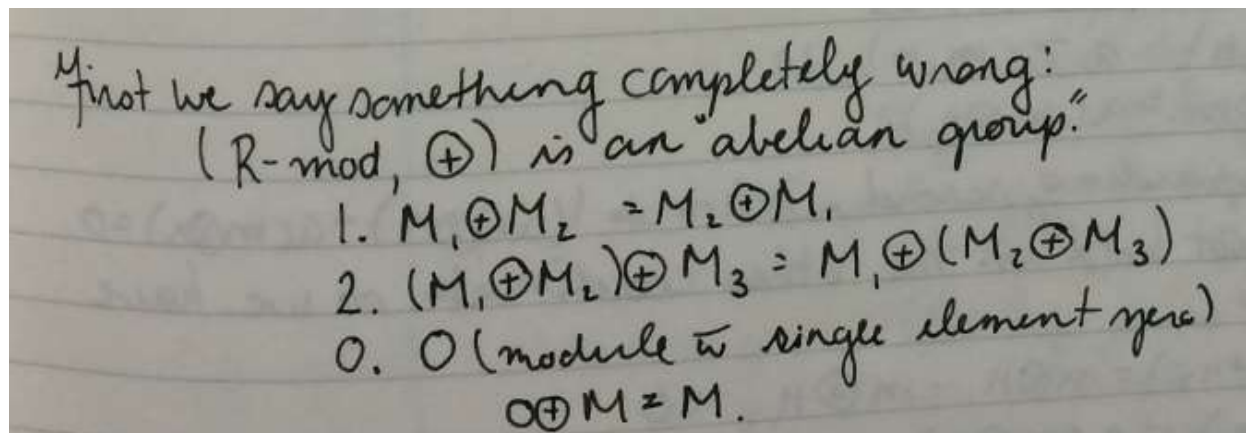 First we say something completely wrong:
(R-mod, ⊕) is an "abelian group."
1. M₁⊕M₂ = M₂⊕M₁
2. (M₁⊕M₂)⊕M₃ = M₁⊕(M₂⊕M₃)
0. O (module w̄ single element zero)
0⊕M = M.